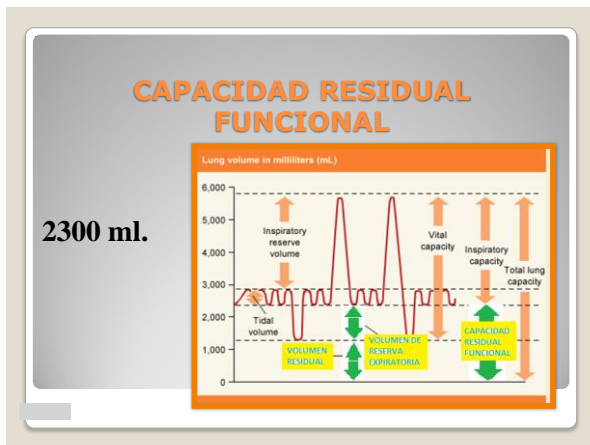 CAPACIDAD RESIDUAL
FUNCIONAL
2300 ml.
Lung volume in milliliters (mL)
6,000
5,000
4,000
3,000
2,000
1,000
0
Inspiratory
reserve
volume
Tidal
volume
Vital
capacity
Inspiratory
capacity
Total lung
capacity
VOLUMEN
RESIDUAL
VOLUMEN DE
RESERVA
EXPIRATORIA
CAPACIDAD
RESIDUAL
FUNCIONAL